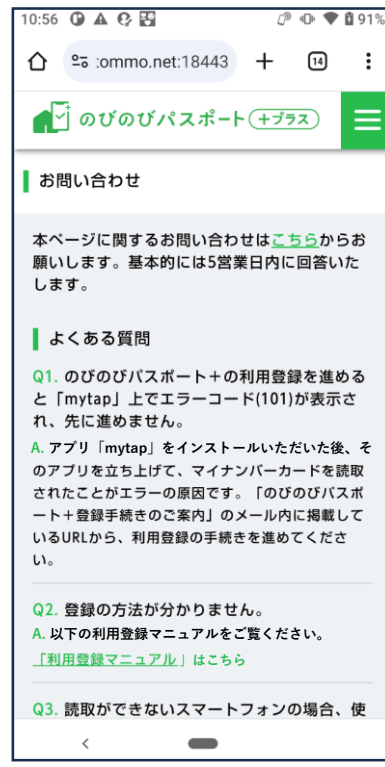 10:56 91%
:ommo.net:18443 14
のびのびパスポート +プラス
お問い合わせ
本ページに関するお問い合わせはこちらからお
願いします。基本的には5営業日内に回答いた
します。
よくある質問
Q1. のびのびパスポート+の利用登録を進める
と「mytap」上でエラーコード(101)が表示さ
れ、先に進めません。
A. アプリ「mytap」をインストールいただいた後、そ
のアプリを立ち上げて、マイナンバーカードを読取
されたことがエラーの原因です。「のびのびパスポ
ート+登録手続きのご案内」のメール内に掲載して
いるURLから、利用登録の手続きを進めてくださ
い。
Q2. 登録の方法が分かりません。
A. 以下の利用登録マニュアルをご覧ください。
「利用登録マニュアル」はこちら
Q3. 読取ができないスマートフォンの場合、使